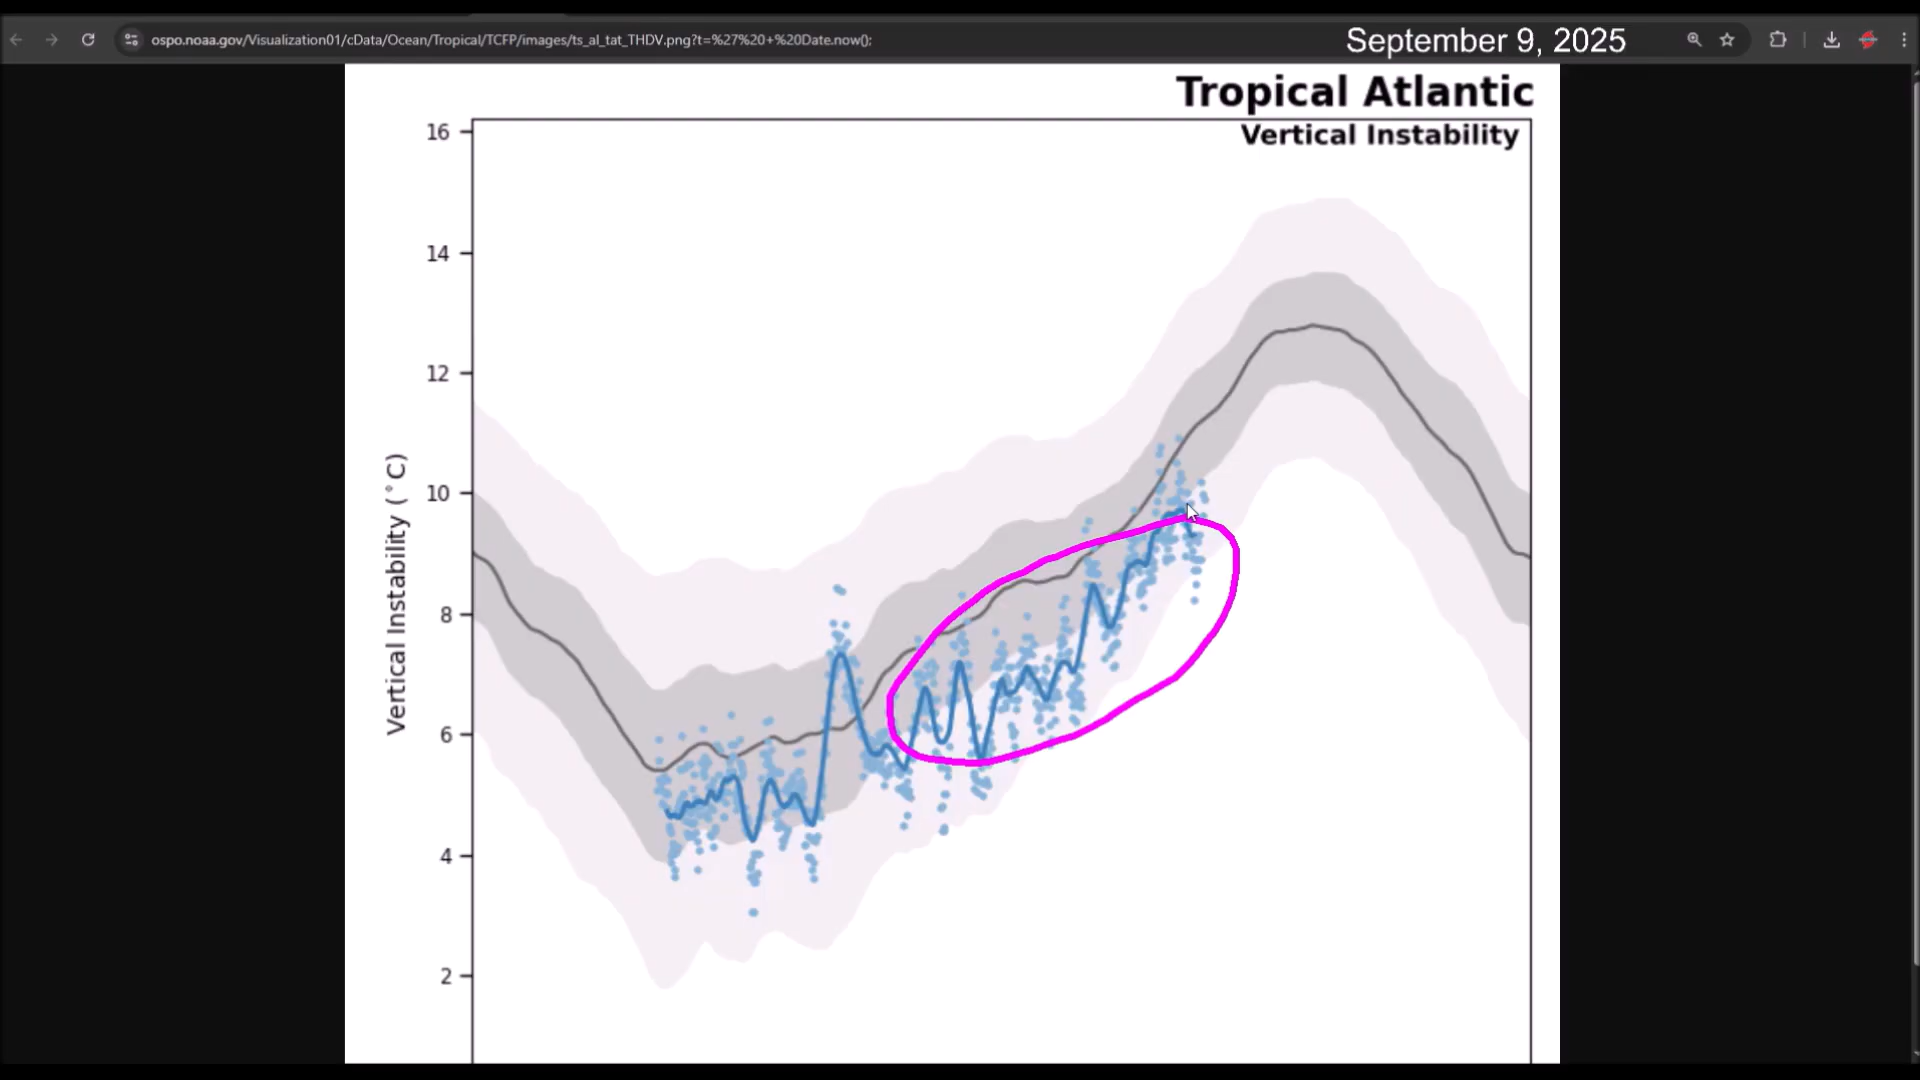 ospo.noaa.gov/Visualization01/cData/Ocean/Tropical/TCFP/images/ts_al_tat_THDV.png?t=%27%20+%20Date.now();
September 9, 2025
Tropical Atlantic
Vertical Instability
16
14
12
10
8
6
4
2
Vertical Instability (°C)